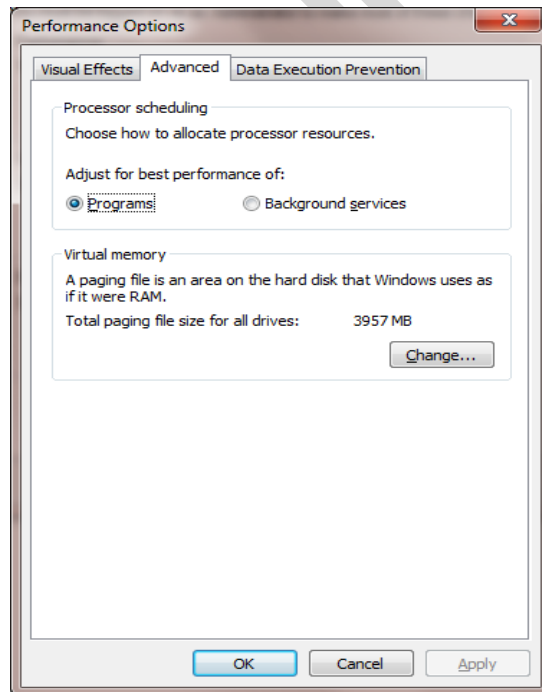 Performance Options
Visual Effects Advanced Data Execution Prevention
Processor scheduling
Choose how to allocate processor resources.
Adjust for best performance of:
Programs Background services
Virtual memory
A paging file is an area on the hard disk that Windows uses as
if it were RAM.
Total paging file size for all drives: 3957 MB
Change...
OK Cancel Apply